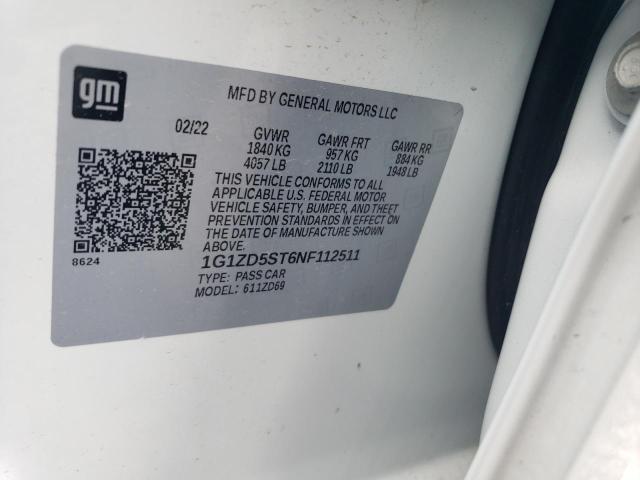 gm
MFD BY GENERAL MOTORS LLC
02/22 GVWR GAWR FRT GAWR RR
1840 KG 957 KG 884 KG
4057 LB 2110 LB 1948 LB
THIS VEHICLE CONFORMS TO ALL
APPLICABLE U.S. FEDERAL MOTOR
VEHICLE SAFETY, BUMPER, AND THEFT
PREVENTION STANDARDS IN EFFECT ON
THE DATE OF MANUFACTURE SHOWN
ABOVE.
8624
1G1ZD5ST6NF112511
TYPE: PASS CAR
MODEL: 611ZD69